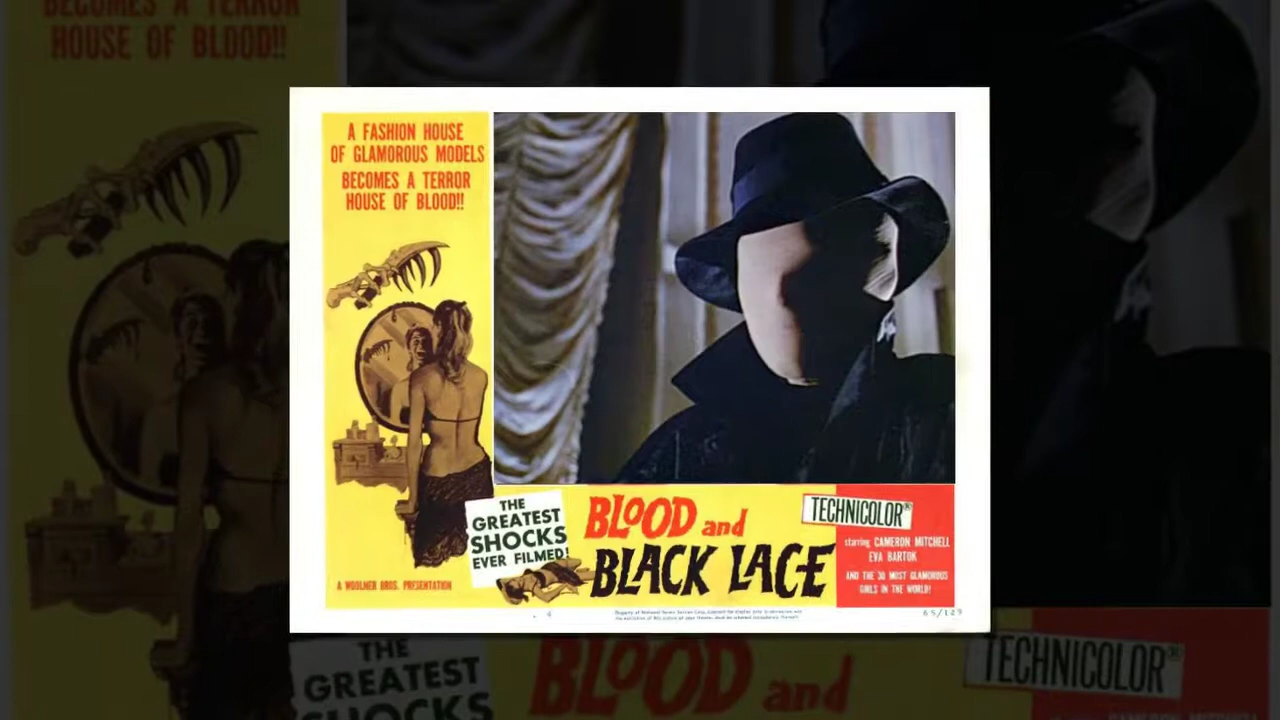 BECOMES A TERROR
HOUSE OF BLOOD!!
A FASHION HOUSE
OF GLAMOROUS MODELS
BECOMES A TERROR
HOUSE OF BLOOD!!
THE
GREATEST
SHOCKS
EVER FILMED!
BLOOD and
BLACK LACE
TECHNICOLOR®
starring CAMERON MITCHELL
EVA BARTOK
AND THE 30 MOST GLAMOROUS
GIRLS IN THE WORLD!
A WOOLNER BROS. PRESENTATION
4
65/129
THE
GREATEST
SHOCKS
BLOOD and
TECHNICOLOR®